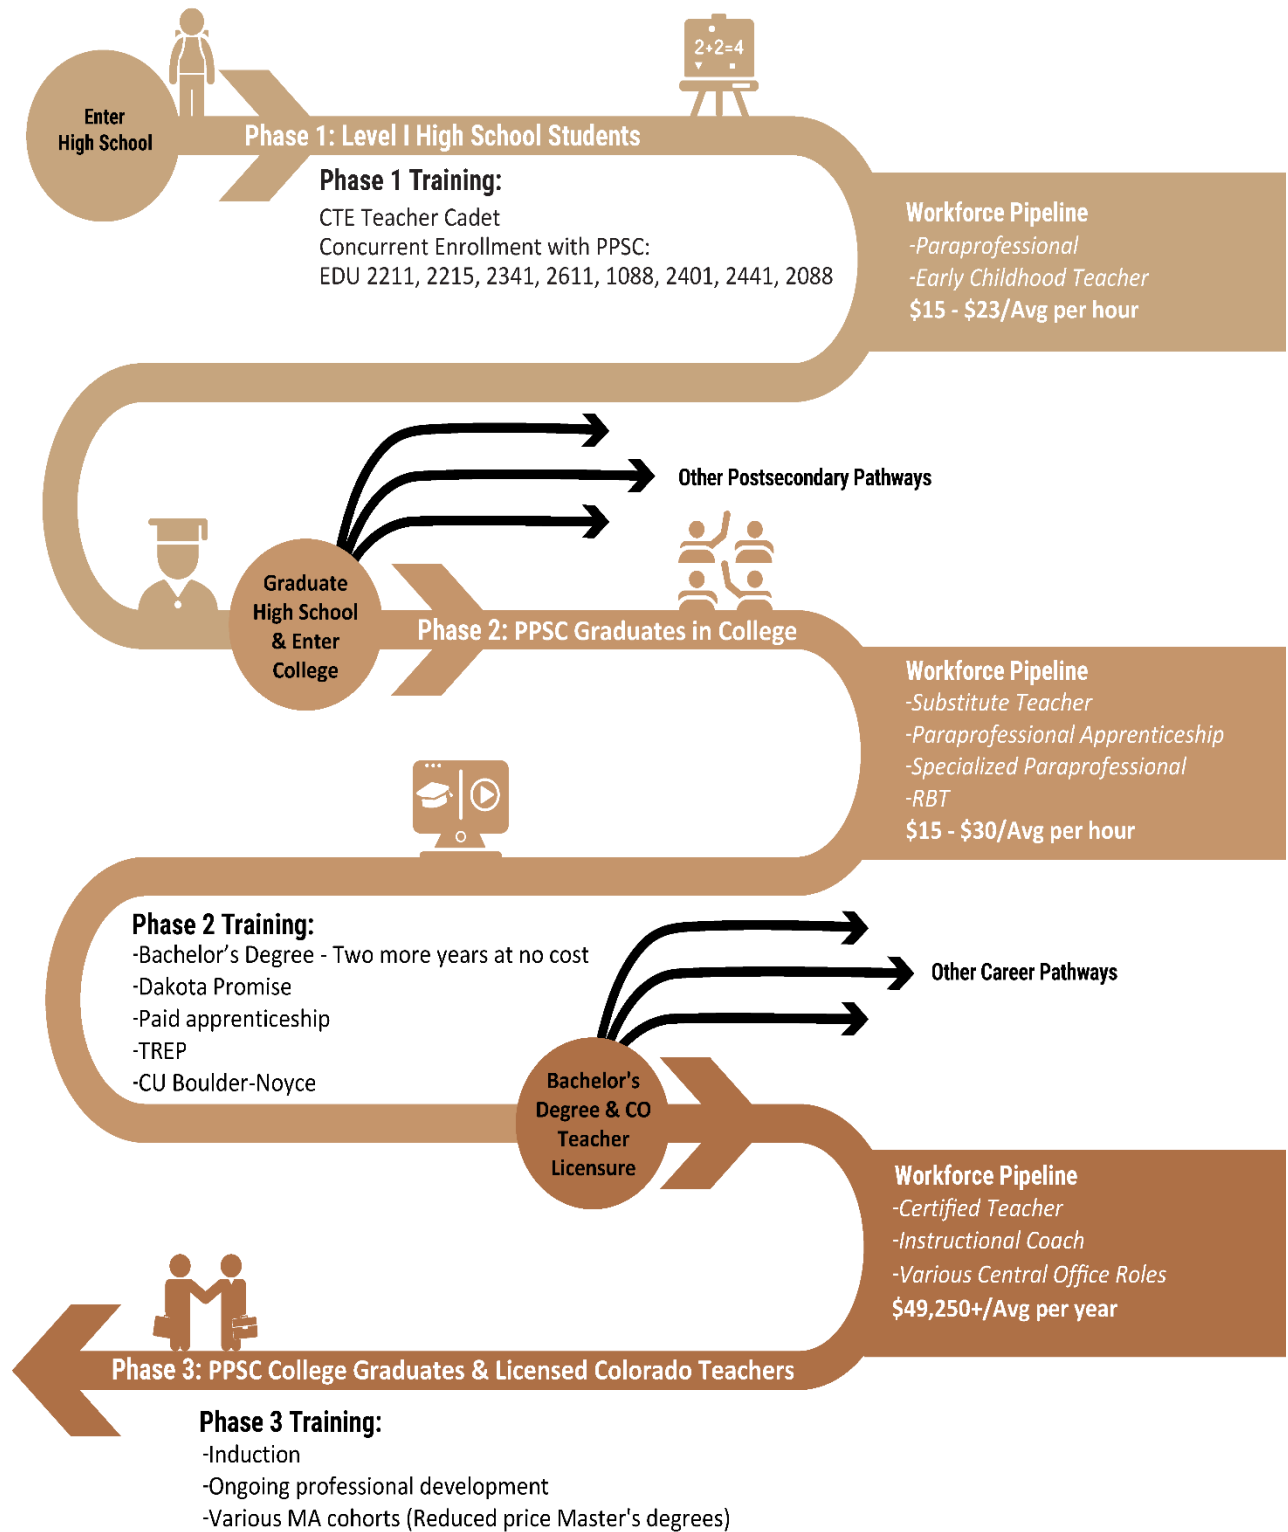 Enter
High School
2+2=4
Phase 1: Level I High School Students
Phase 1 Training:
CTE Teacher Cadet
Concurrent Enrollment with PPSC:
EDU 2211, 2215, 2341, 2611, 1088, 2401, 2441, 2088
Workforce Pipeline
-Paraprofessional
-Early Childhood Teacher
$15 - $23/Avg per hour
Other Postsecondary Pathways
Graduate
High School
& Enter
College
Phase 2: PPSC Graduates in College
Workforce Pipeline
-Substitute Teacher
-Paraprofessional Apprenticeship
-Specialized Paraprofessional
-RBT
$15 - $30/Avg per hour
Phase 2 Training:
-Bachelor’s Degree - Two more years at no cost
-Dakota Promise
-Paid apprenticeship
-TREP
-CU Boulder-Noyce
Other Career Pathways
Bachelor's
Degree & CO
Teacher
Licensure
Workforce Pipeline
-Certified Teacher
-Instructional Coach
-Various Central Office Roles
$49,250+/Avg per year
Phase 3: PPSC College Graduates & Licensed Colorado Teachers
Phase 3 Training:
-Induction
-Ongoing professional development
-Various MA cohorts (Reduced price Master's degrees)